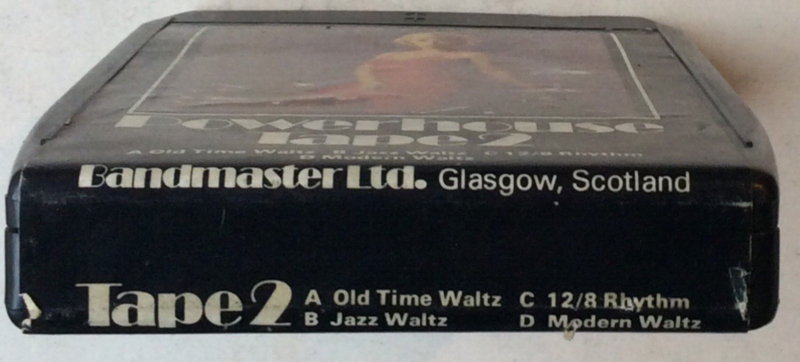 Powerhouse
Tape 2
A Old Time Waltz B Jazz Waltz C 12/8 Rhythm
D Modern Waltz
Bandmaster Ltd. Glasgow, Scotland
Tape 2
A Old Time Waltz C 12/8 Rhythm
B Jazz Waltz D Modern Waltz